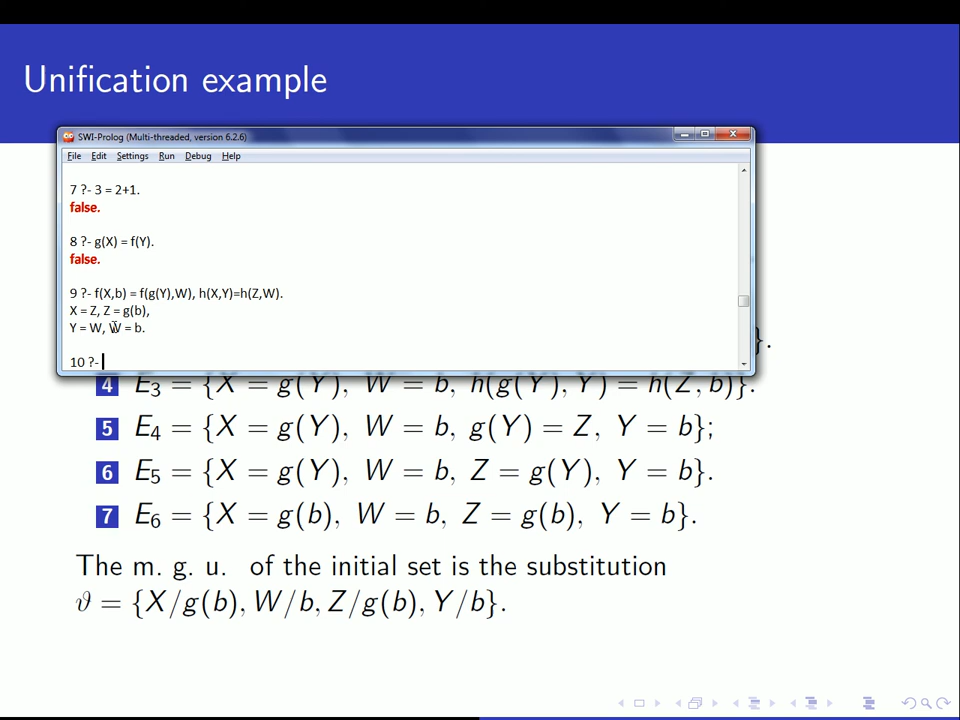 Unification example
SWI-Prolog (Multi-threaded, version 6.2.6)
File Edit Settings Run Debug Help
7 ?- 3 = 2+1.
false.
8 ?- g(X) = f(Y).
false.
9 ?- f(X,b) = f(g(Y),W), h(X,Y)=h(Z,W).
X = Z, Z = g(b),
Y = W, W = b.
10 ?-
}.
4 E₃ = {X = g(Y), W = b, h(g(Y), Y) = h(Z, b)}.
5 E₄ = {X = g(Y), W = b, g(Y) = Z, Y = b};
6 E₅ = {X = g(Y), W = b, Z = g(Y), Y = b}.
7 E₆ = {X = g(b), W = b, Z = g(b), Y = b}.
The m. g. u. of the initial set is the substitution
ϑ = {X/g(b), W/b, Z/g(b), Y/b}.